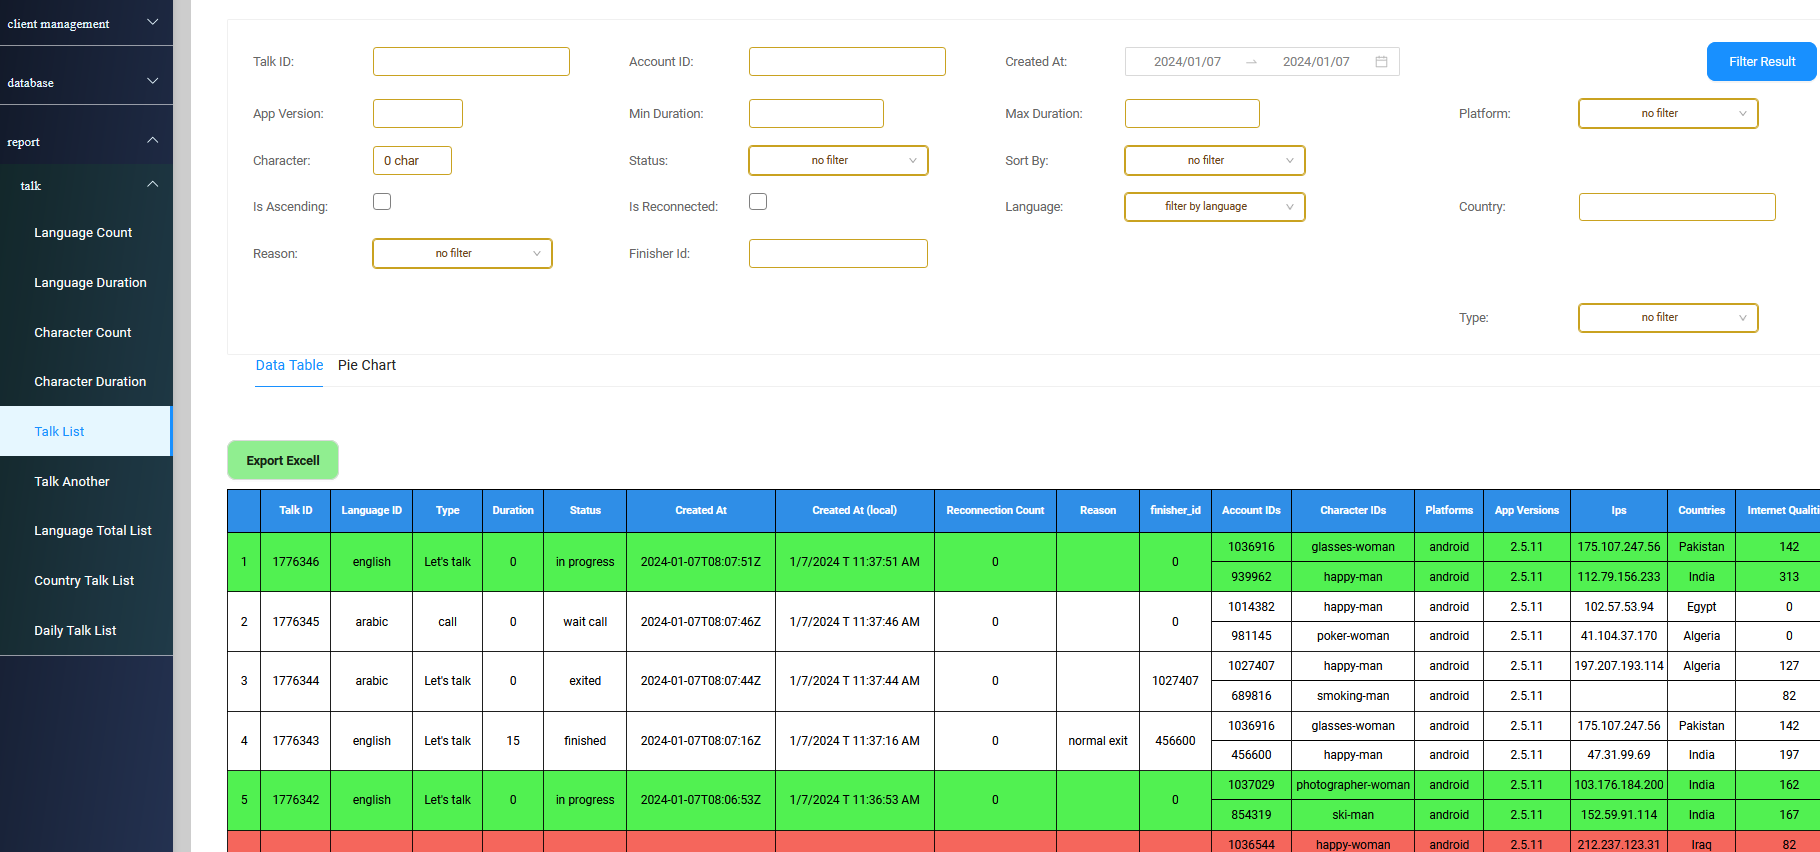 client management
database
report
talk
Language Count
Language Duration
Character Count
Character Duration
Talk List
Talk Another
Language Total List
Country Talk List
Daily Talk List
Talk ID: Account ID: Created At: 2024/01/07 → 2024/01/07 Filter Result
App Version: Min Duration: Max Duration: Platform: no filter
Character: 0 char Status: no filter Sort By: no filter
Is Ascending: Is Reconnected: Language: filter by language Country:
Reason: no filter Finisher Id:
Type: no filter
Data Table Pie Chart
Export Excell
Talk ID Language ID Type Duration Status Created At Created At (local) Reconnection Count Reason finisher_id Account IDs Character IDs Platforms App Versions Ips Countries Internet Qualiti
1 1776346 english Let's talk 0 in progress 2024-01-07T08:07:51Z 1/7/2024 T 11:37:51 AM 0 0
1036916 glasses-woman android 2.5.11 175.107.247.56 Pakistan 142
939962 happy-man android 2.5.11 112.79.156.233 India 313
2 1776345 arabic call 0 wait call 2024-01-07T08:07:46Z 1/7/2024 T 11:37:46 AM 0 0
1014382 happy-man android 2.5.11 102.57.53.94 Egypt 0
981145 poker-woman android 2.5.11 41.104.37.170 Algeria 0
3 1776344 arabic Let's talk 0 exited 2024-01-07T08:07:44Z 1/7/2024 T 11:37:44 AM 0 1027407
1027407 happy-man android 2.5.11 197.207.193.114 Algeria 127
689816 smoking-man android 2.5.11 82
4 1776343 english Let's talk 15 finished 2024-01-07T08:07:16Z 1/7/2024 T 11:37:16 AM 0 normal exit 456600
1036916 glasses-woman android 2.5.11 175.107.247.56 Pakistan 142
456600 happy-man android 2.5.11 47.31.99.69 India 197
5 1776342 english Let's talk 0 in progress 2024-01-07T08:06:53Z 1/7/2024 T 11:36:53 AM 0 0
1037029 photographer-woman android 2.5.11 103.176.184.200 India 162
854319 ski-man android 2.5.11 152.59.91.114 India 167
1036544 happy-woman android 2.5.11 212.237.123.31 Iraq 82